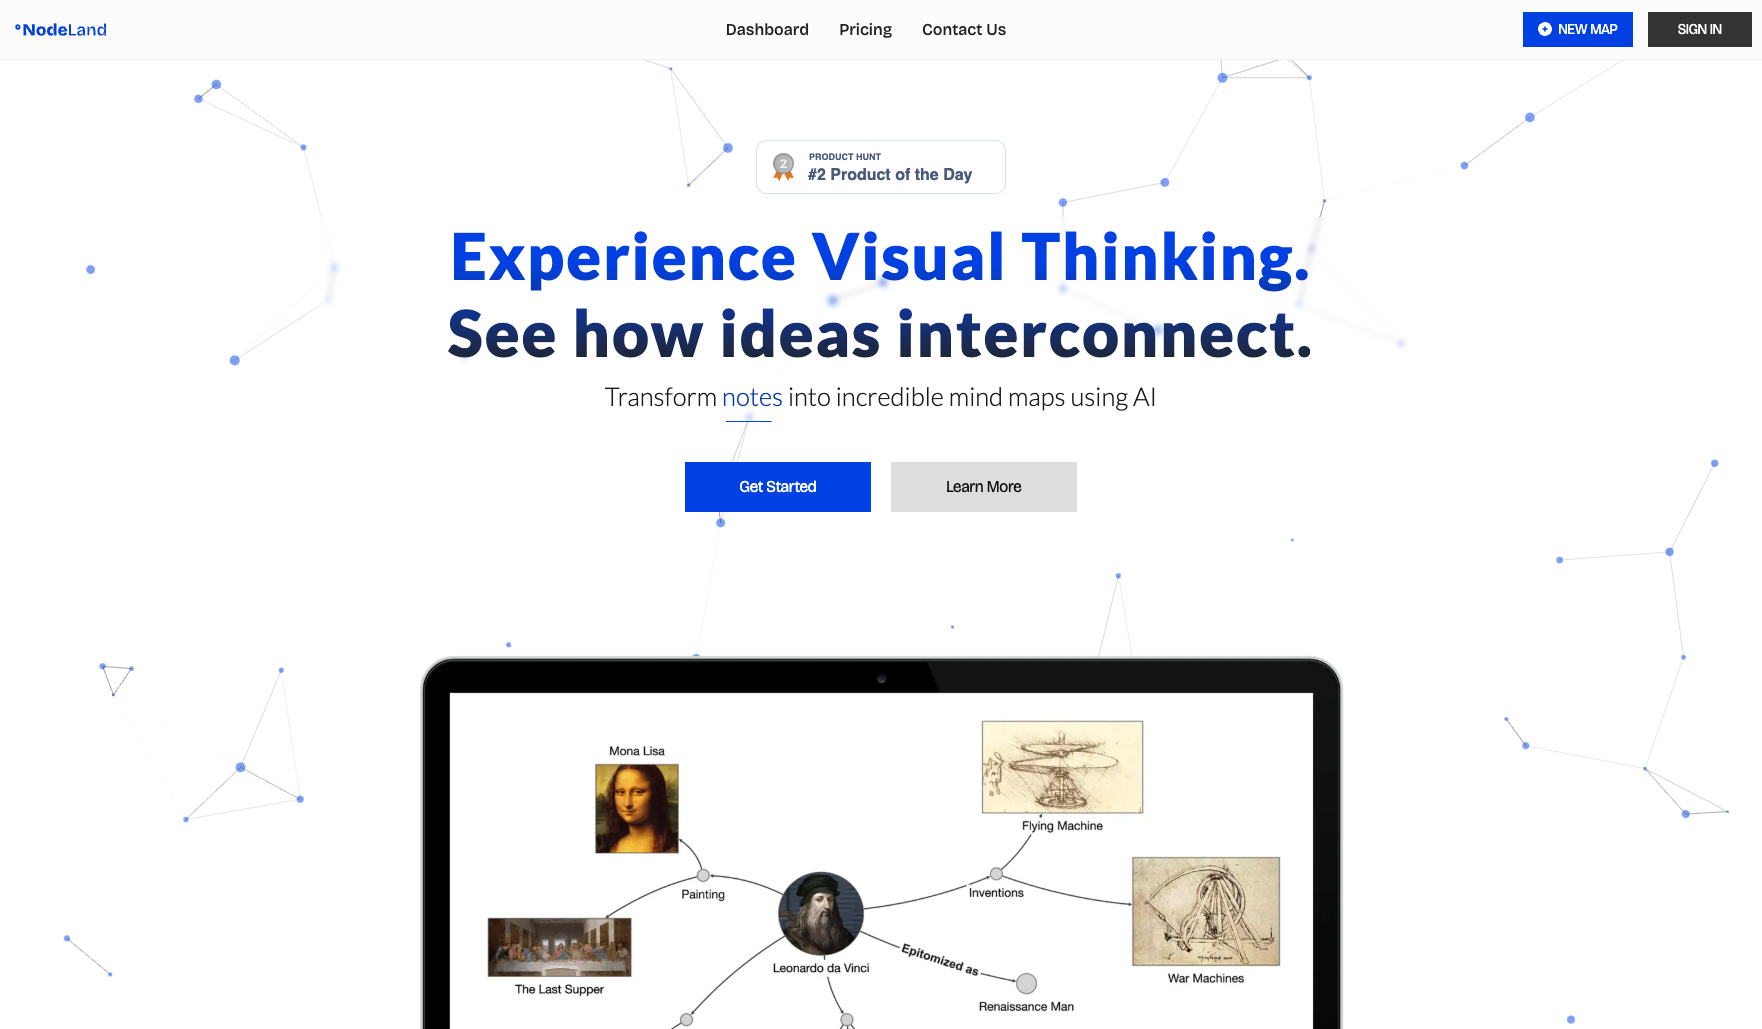 NodeLand
Dashboard Pricing Contact Us
NEW MAP
SIGN IN
2
PRODUCT HUNT
#2 Product of the Day
Experience Visual Thinking.
See how ideas interconnect.
Transform notes into incredible mind maps using AI
Get Started
Learn More
Mona Lisa
Flying Machine
Painting
Inventions
Leonardo da Vinci
Epitomized as
War Machines
The Last Supper
Renaissance Man